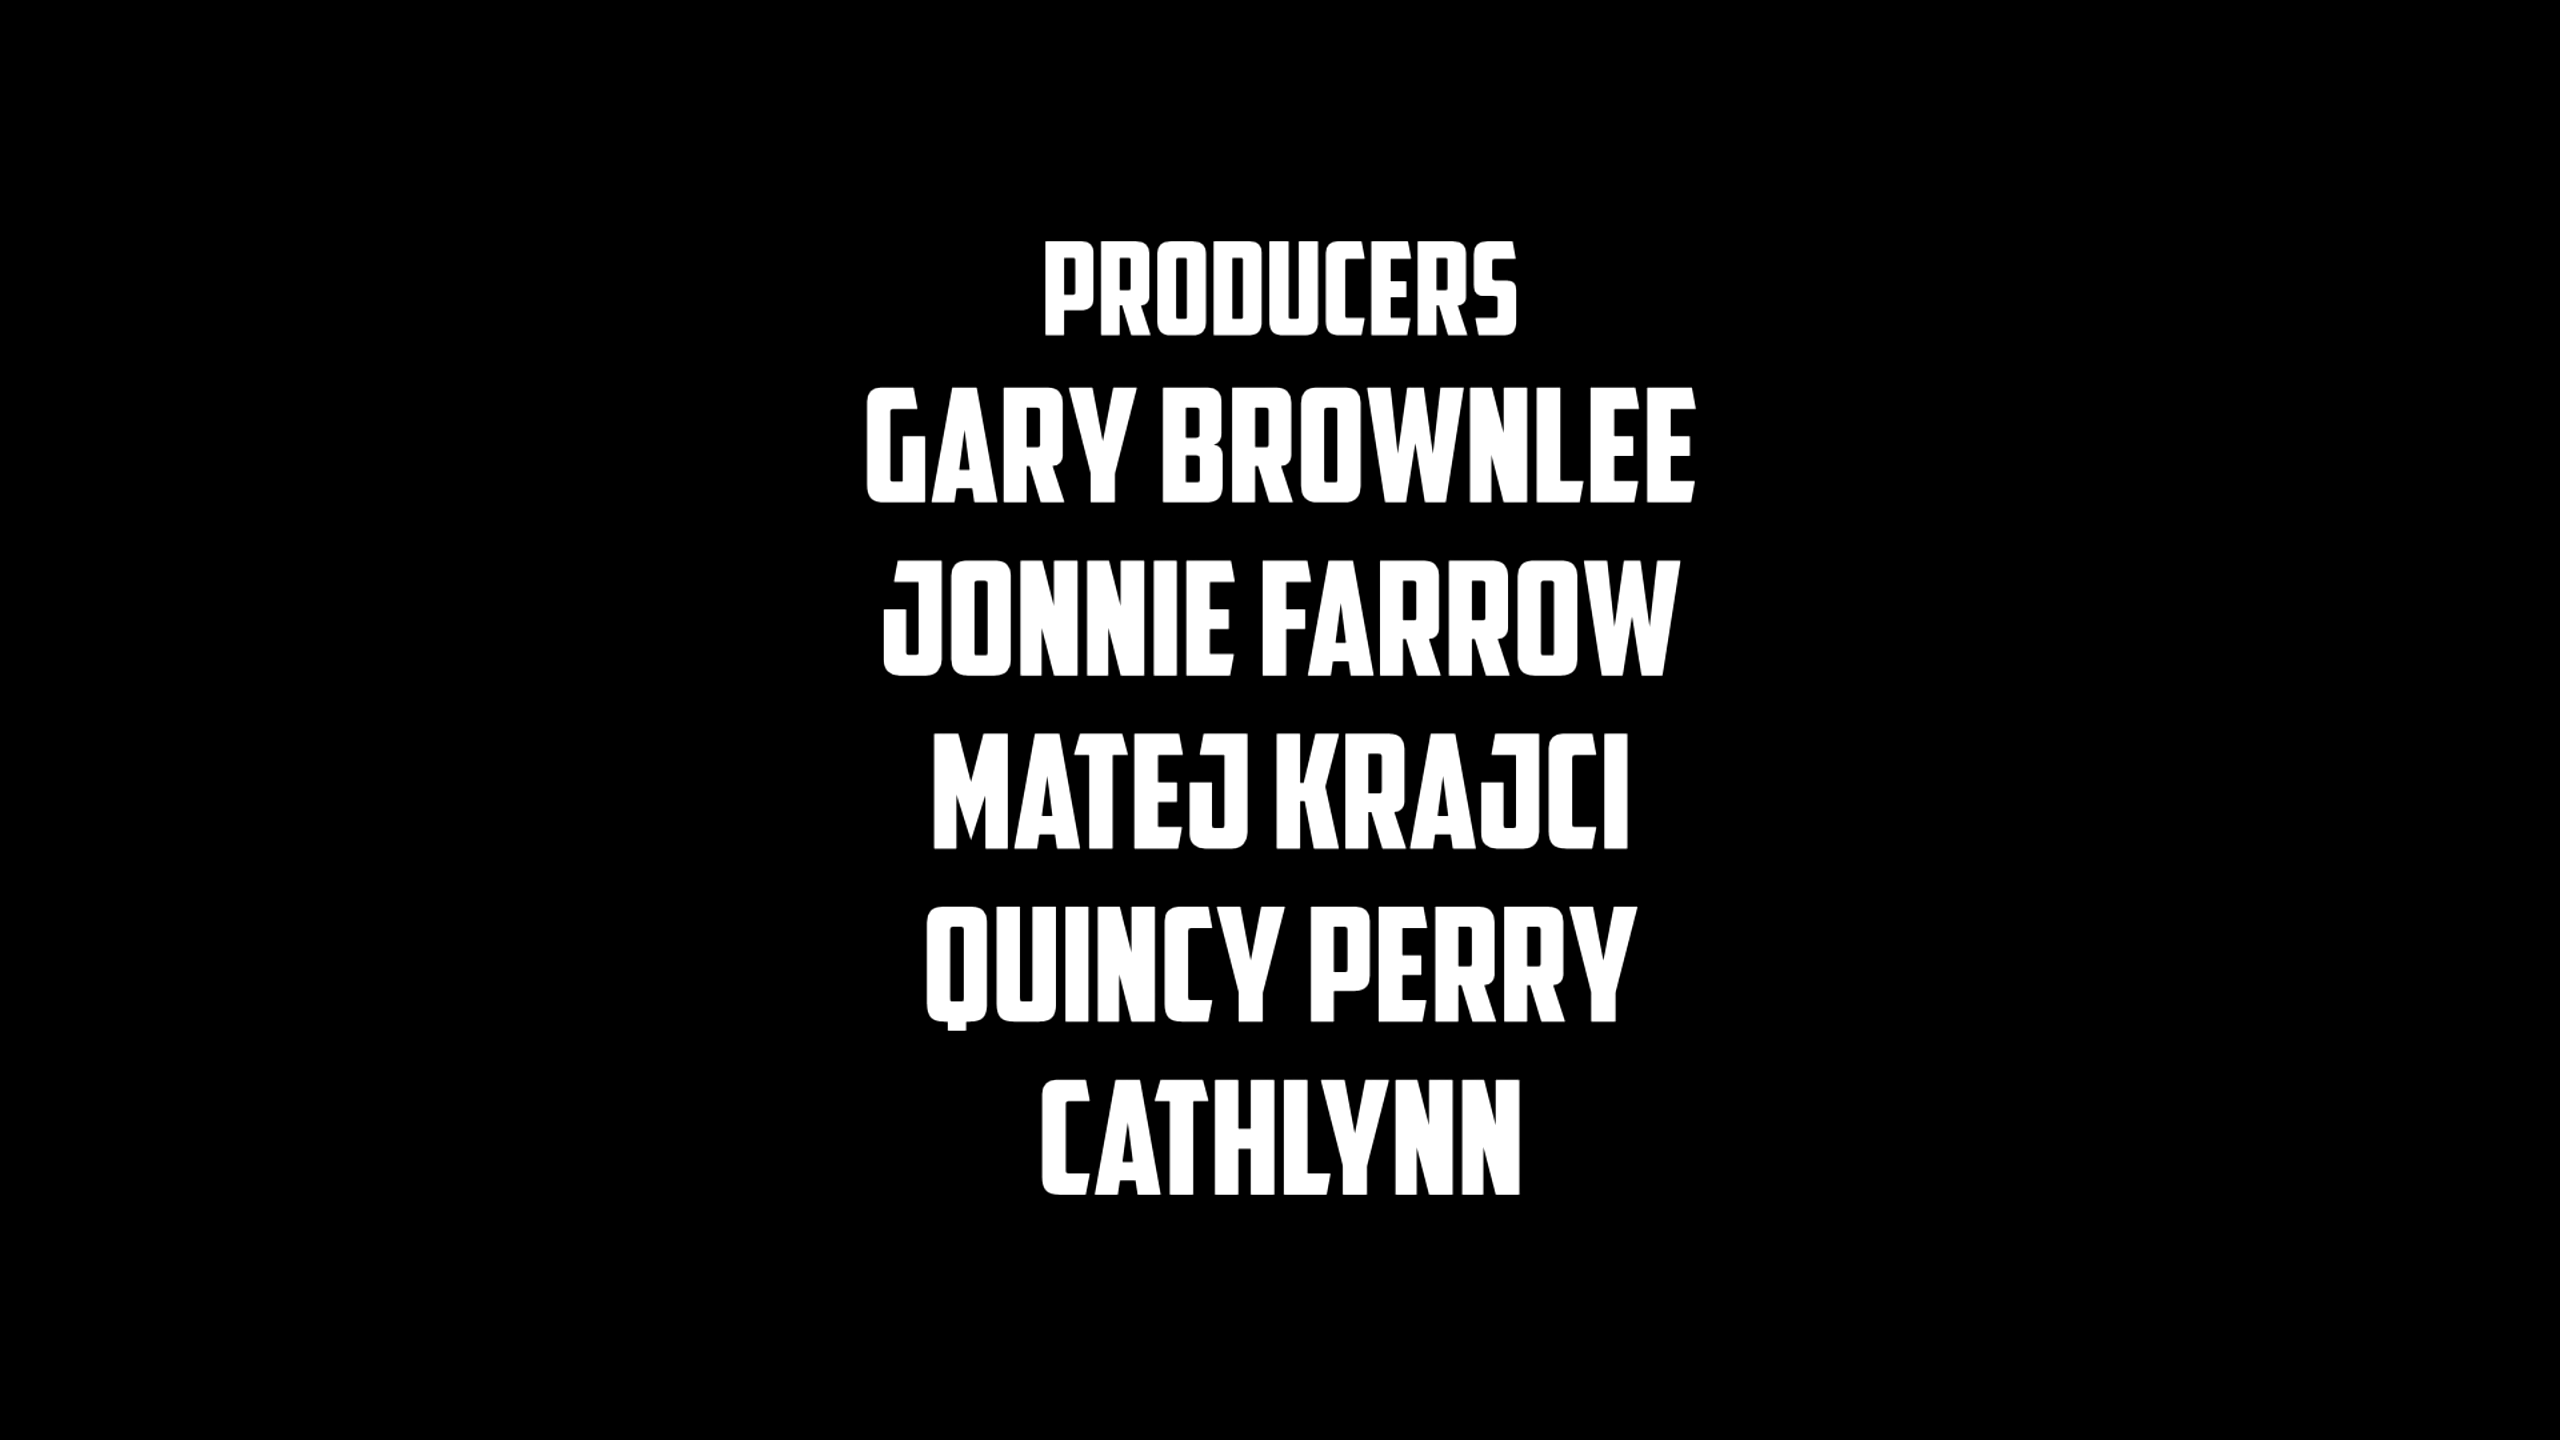 PRODUCERS
GARY BROWNLEE
JONNIE FARROW
MATEJ KRAJCI
QUINCY PERRY
CATHLYNN